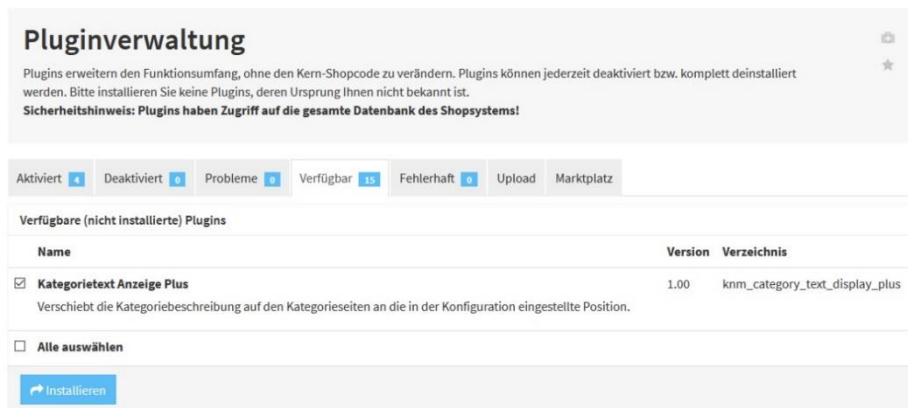 Pluginverwaltung
Plugins erweitern den Funktionsumfang, ohne den Kern-Shopcode zu verändern. Plugins können jederzeit deaktiviert bzw. komplett deinstalliert
werden. Bitte installieren Sie keine Plugins, deren Ursprung Ihnen nicht bekannt ist.
Sicherheitshinweis: Plugins haben Zugriff auf die gesamte Datenbank des Shopsystems!
Aktiviert 4 Deaktiviert 0 Probleme 0 Verfügbar 15 Fehlerhaft 0 Upload Marktplatz
Verfügbare (nicht installierte) Plugins
Name Version Verzeichnis
Kategorietext Anzeige Plus 1.00 knm_category_text_display_plus
Verschiebt die Kategoriebeschreibung auf den Kategorieseiten an die in der Konfiguration eingestellte Position.
Alle auswählen
Installieren